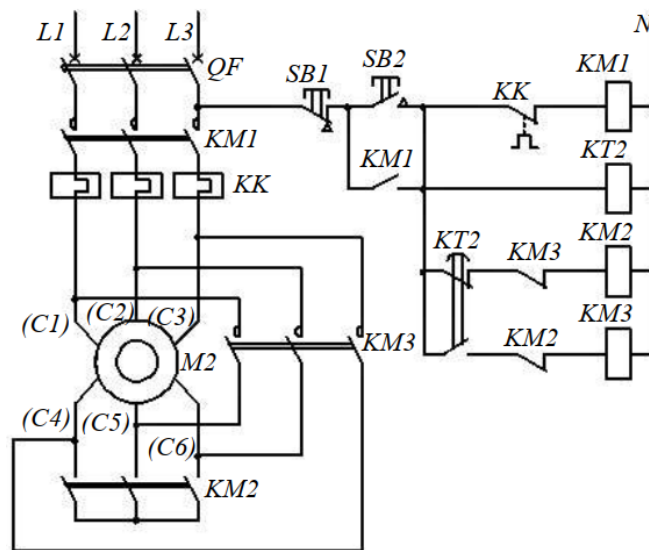 L1 L2 L3 N
QF SB1 SB2 KK KM1
KM1 KM1 KT2
KK
KT2 KM3 KM2
(C1) (C2) (C3) KM3 KM2 KM3
M2
(C4) (C5) (C6)
KM2